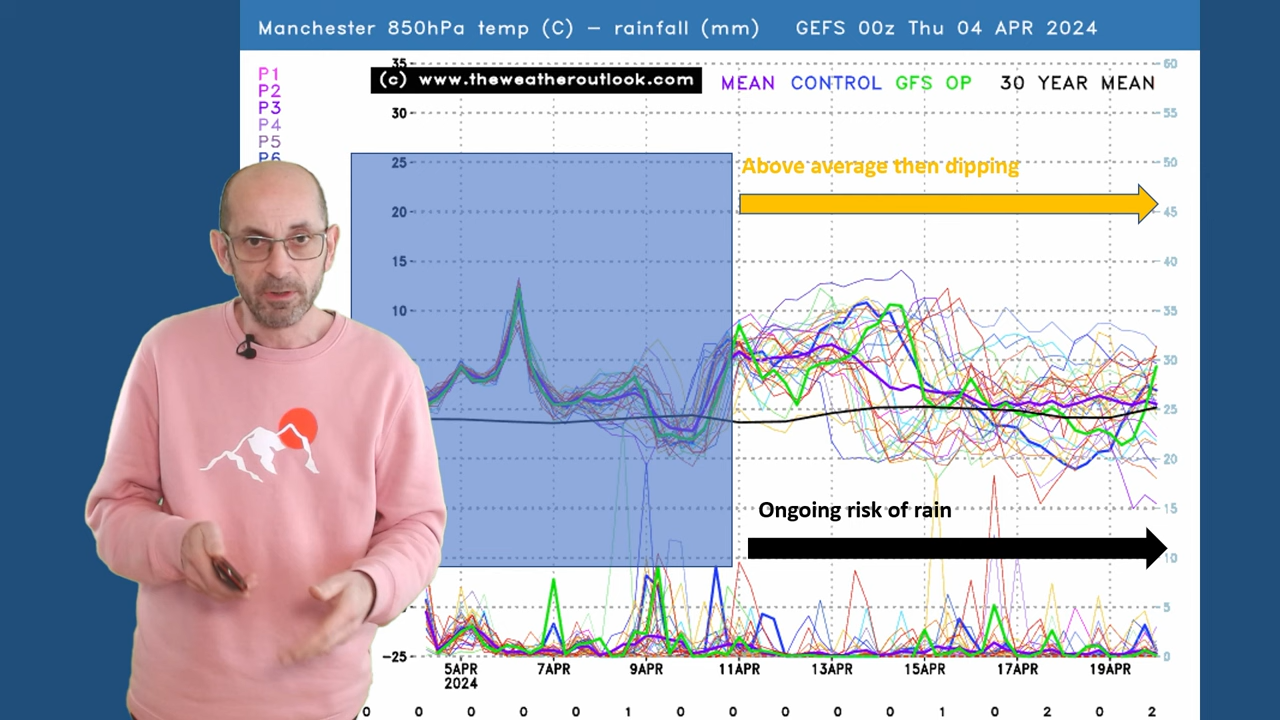 Manchester 850hPa temp (C) – rainfall (mm) GEFS 00z Thu 04 APR 2024
35 60
(c) www.theweatheroutlook.com MEAN CONTROL GFS OP 30 YEAR MEAN
P1
P2
P3
P4
P5
P6
30 55
25 50
Above average then dipping
20 45
15 40
10 35
30
25
20
15
Ongoing risk of rain
10
5
-25 0
5APR 7APR 9APR 11APR 13APR 15APR 17APR 19APR
2024
0 0 0 0 0 1 0 0 0 0 0 1 0 2 0 2